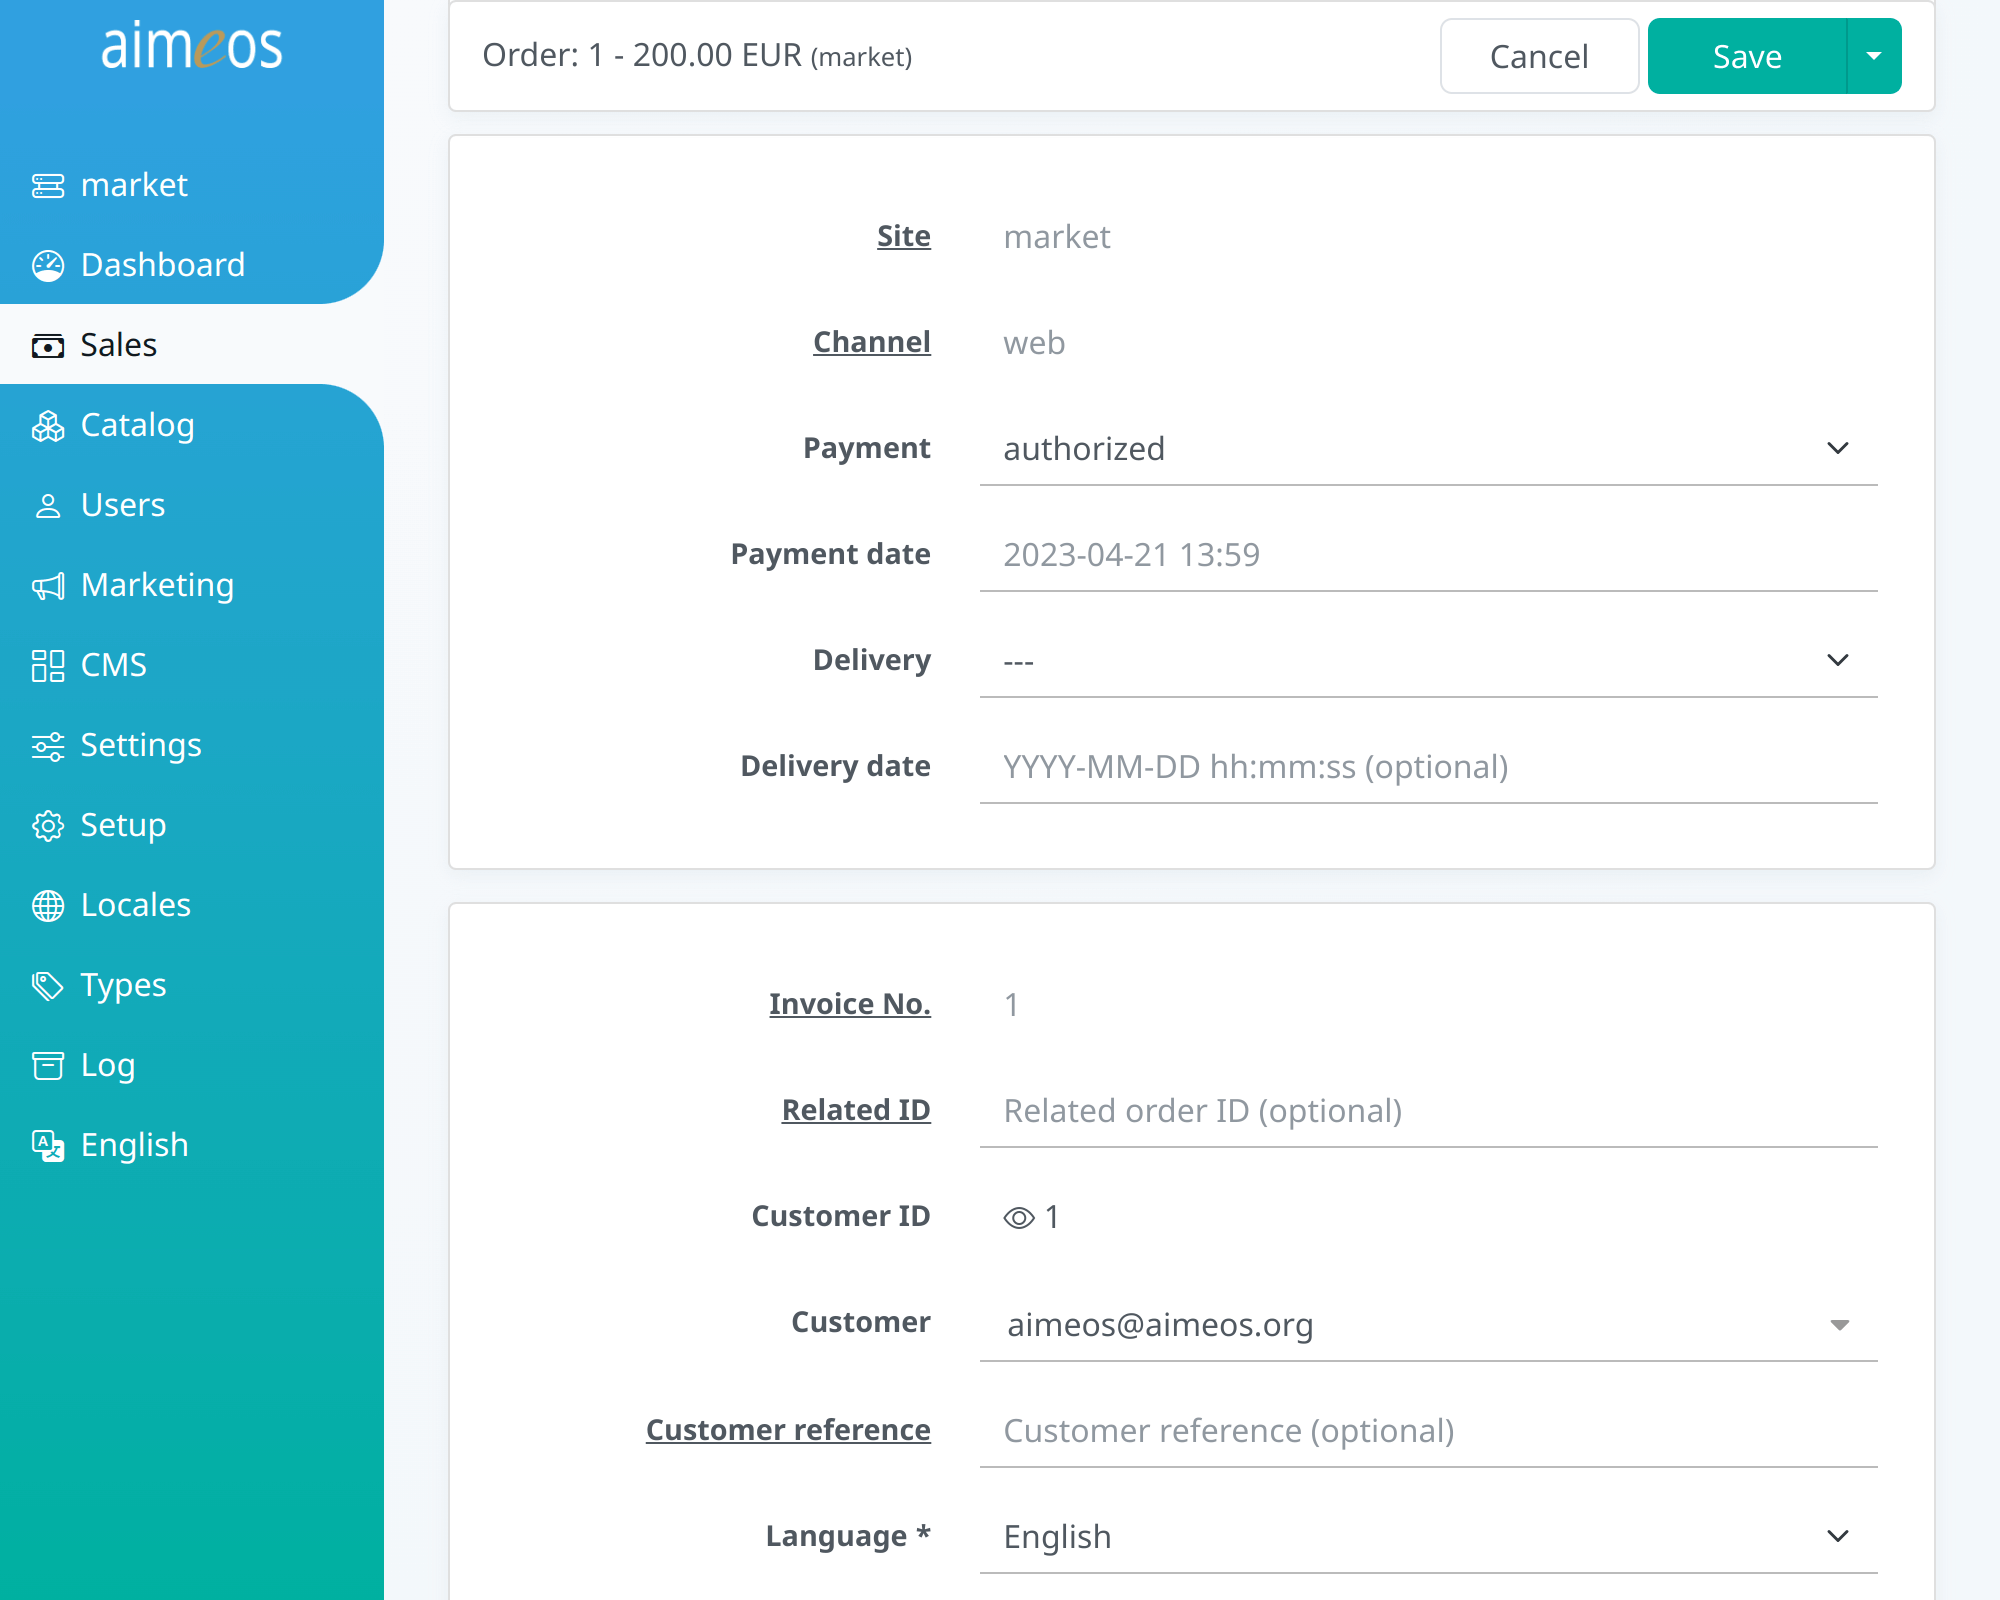 aimeos
market
Dashboard
Sales
Catalog
Users
Marketing
CMS
Settings
Setup
Locales
Types
Log
English
Order: 1 - 200.00 EUR (market)
Cancel
Save
Site market
Channel web
Payment authorized
Payment date 2023-04-21 13:59
Delivery ---
Delivery date YYYY-MM-DD hh:mm:ss (optional)
Invoice No. 1
Related ID Related order ID (optional)
Customer ID 1
Customer aimeos@aimeos.org
Customer reference Customer reference (optional)
Language * English